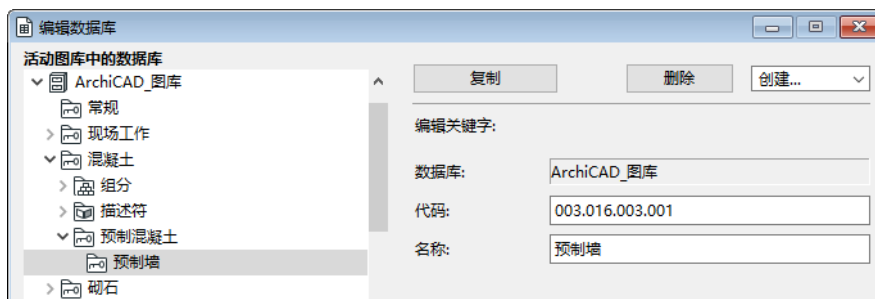 编辑数据库
活动图库中的数据库
ArchiCAD_图库
常规
现场工作
混凝土
组分
描述符
预制混凝土
预制墙
砌石
复制 删除 创建...
编辑关键字:
数据库: ArchiCAD_图库
代码: 003.016.003.001
名称: 预制墙